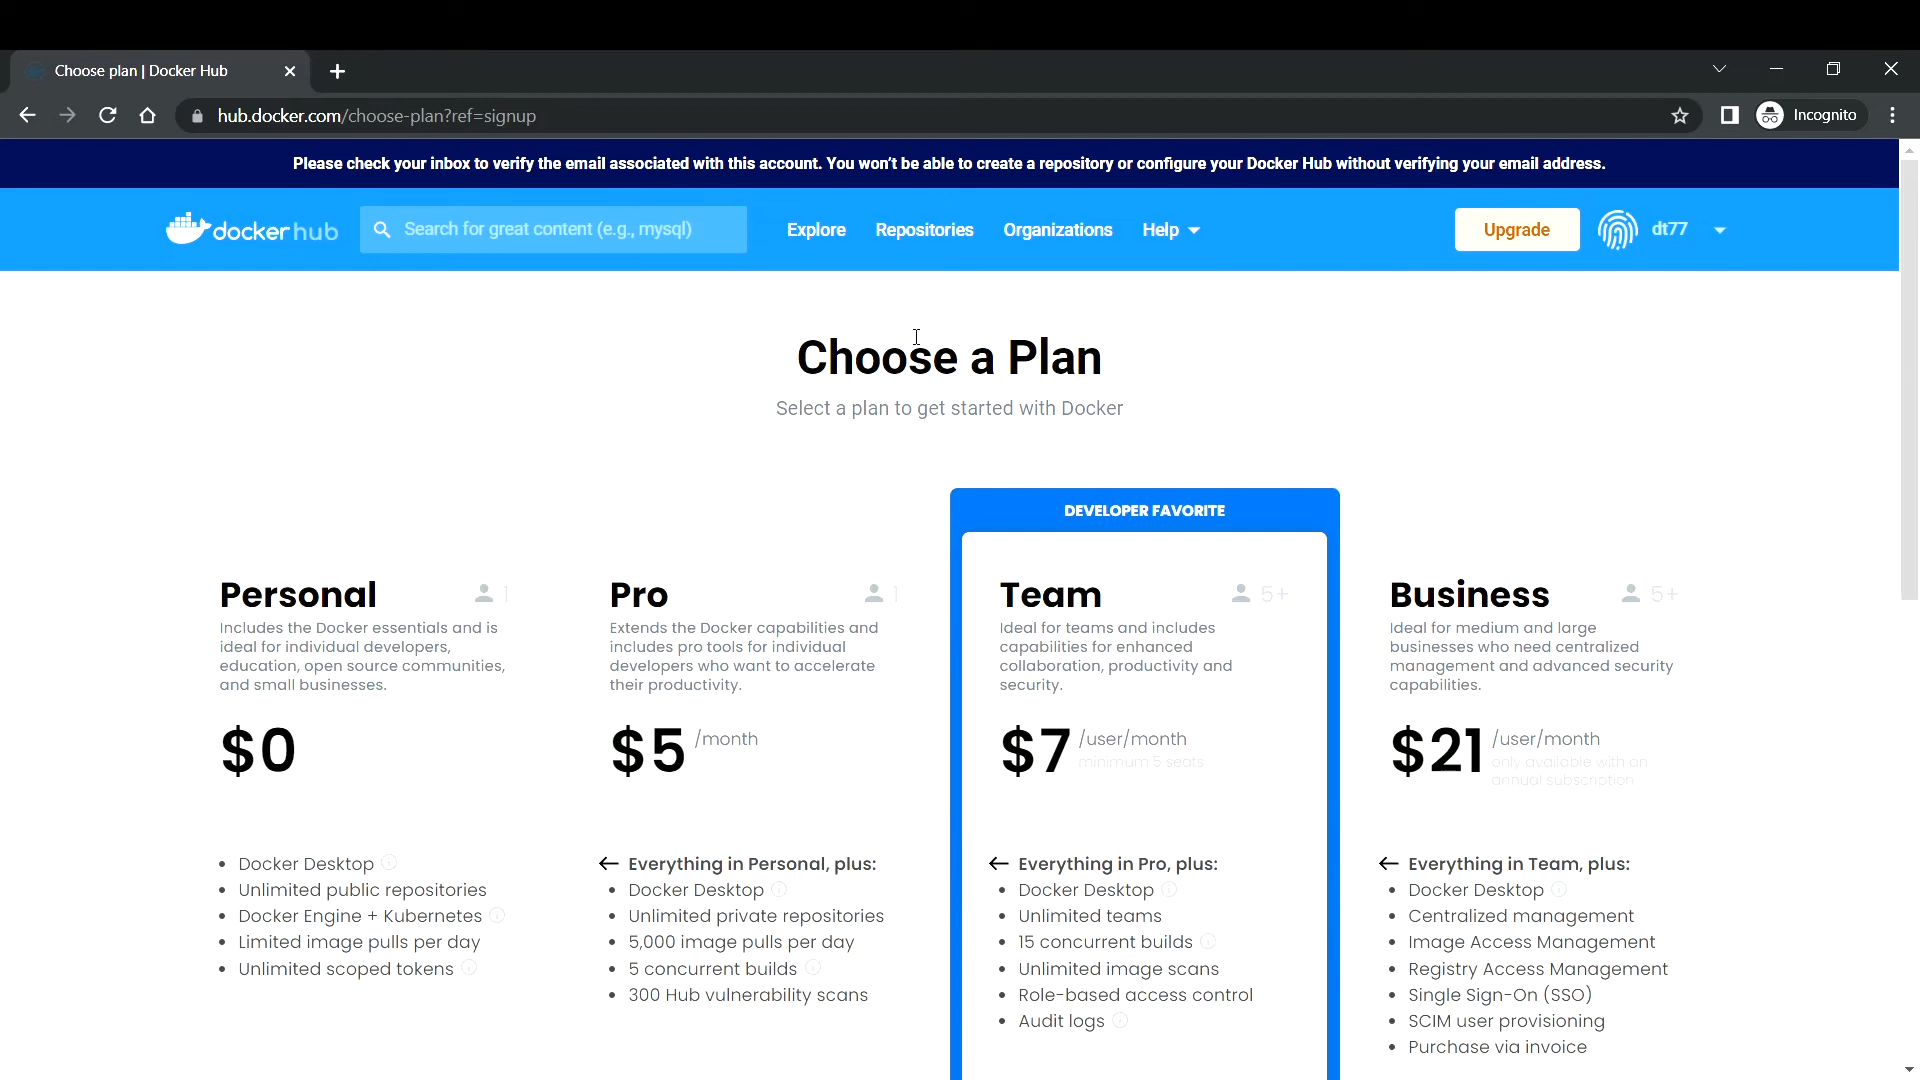 Choose plan | Docker Hub
hub.docker.com/choose-plan?ref=signup
Incognito
Please check your inbox to verify the email associated with this account. You won't be able to create a repository or configure your Docker Hub without verifying your email address.
dockerhub
Search for great content (e.g., mysql)
Explore
Repositories
Organizations
Help
Upgrade
dt77
Choose a Plan
Select a plan to get started with Docker
DEVELOPER FAVORITE
Personal
1
Includes the Docker essentials and is
ideal for individual developers,
education, open source communities,
and small businesses.
$0
• Docker Desktop
• Unlimited public repositories
• Docker Engine + Kubernetes
• Limited image pulls per day
• Unlimited scoped tokens
Pro
1
Extends the Docker capabilities and
includes pro tools for individual
developers who want to accelerate
their productivity.
$5 /month
← Everything in Personal, plus:
• Docker Desktop
• Unlimited private repositories
• 5,000 image pulls per day
• 5 concurrent builds
• 300 Hub vulnerability scans
Team
5+
Ideal for teams and includes
capabilities for enhanced
collaboration, productivity and
security.
$7 /user/month
minimum 5 seats
← Everything in Pro, plus:
• Docker Desktop
• Unlimited teams
• 15 concurrent builds
• Unlimited image scans
• Role-based access control
• Audit logs
Business
5+
Ideal for medium and large
businesses who need centralized
management and advanced security
capabilities.
$21 /user/month
only available with an
annual subscription
← Everything in Team, plus:
• Docker Desktop
• Centralized management
• Image Access Management
• Registry Access Management
• Single Sign-On (SSO)
• SCIM user provisioning
• Purchase via invoice